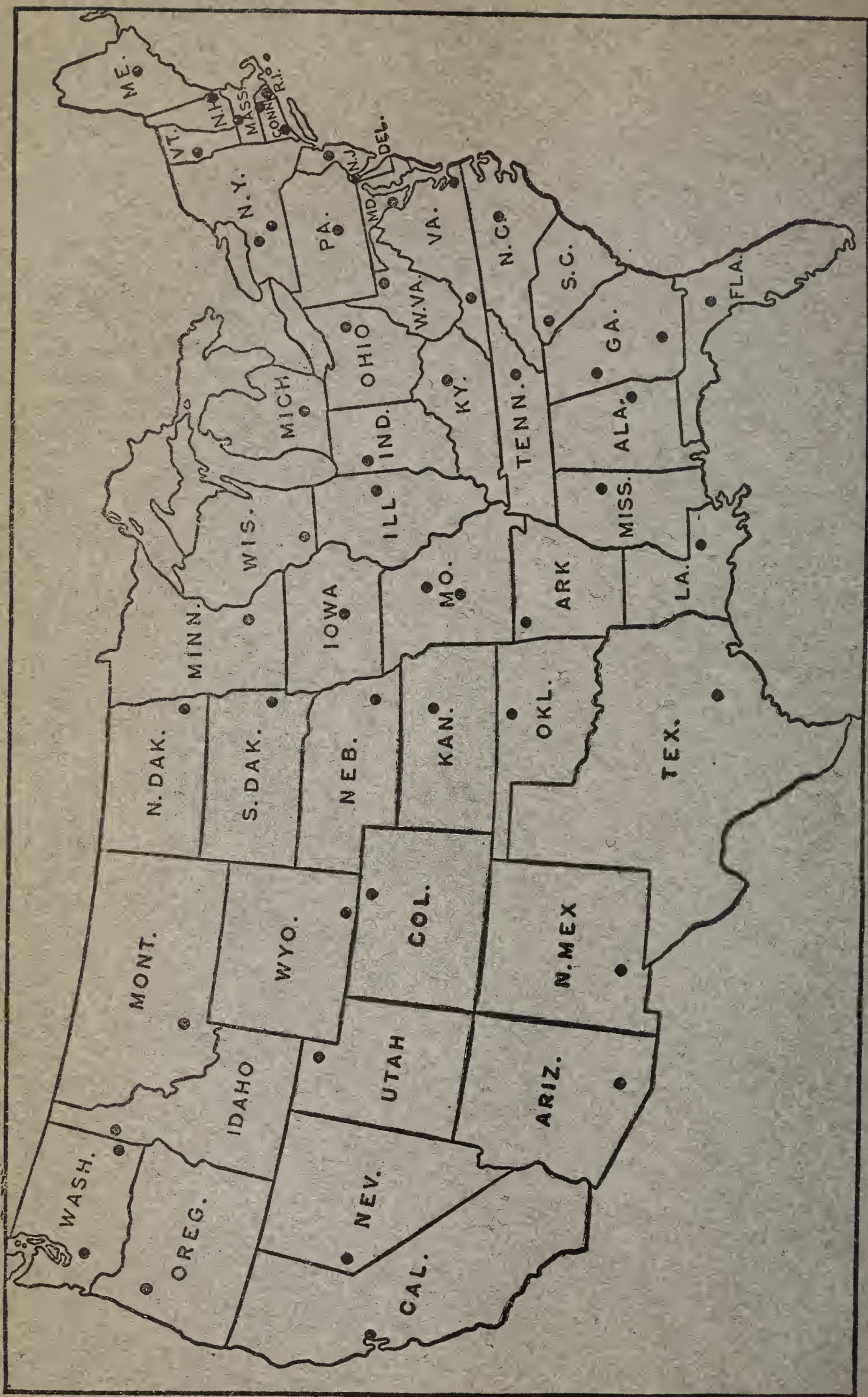 WASH.
OREG.
CAL.
NEV.
IDAHO
MONT.
WYO.
UTAH
ARIZ.
COL.
N.MEX
N. DAK.
S. DAK.
NEB.
KAN.
OKL.
TEX.
MINN.
IOWA
MO.
ARK
LA.
WIS.
ILL
MICH
IND.
OHIO
KY.
TENN.
MISS.
ALA.
GA.
FLA.
S.C.
N.C.
VA.
W.VA.
MD.
DEL.
PA.
N.J.
N.Y.
CONN.
R.I.
MASS.
VT.
N.H.
ME.